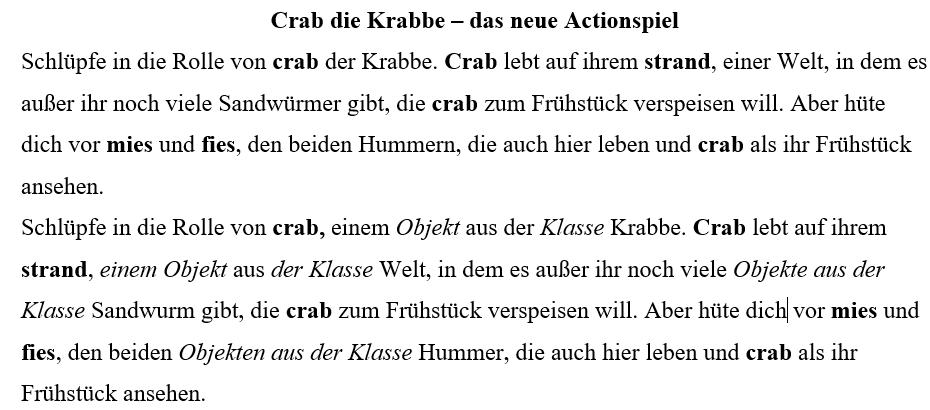 Crab die Krabbe – das neue Actionspiel
Schlüpfe in die Rolle von crab der Krabbe. Crab lebt auf ihrem strand, einer Welt, in dem es
außer ihr noch viele Sandwürmer gibt, die crab zum Frühstück verspeisen will. Aber hüte
dich vor mies und fies, den beiden Hummern, die auch hier leben und crab als ihr Frühstück
ansehen.
Schlüpfe in die Rolle von crab, einem Objekt aus der Klasse Krabbe. Crab lebt auf ihrem
strand, einem Objekt aus der Klasse Welt, in dem es außer ihr noch viele Objekte aus der
Klasse Sandwurm gibt, die crab zum Frühstück verspeisen will. Aber hüte dich vor mies und
fies, den beiden Objekten aus der Klasse Hummer, die auch hier leben und crab als ihr
Frühstück ansehen.